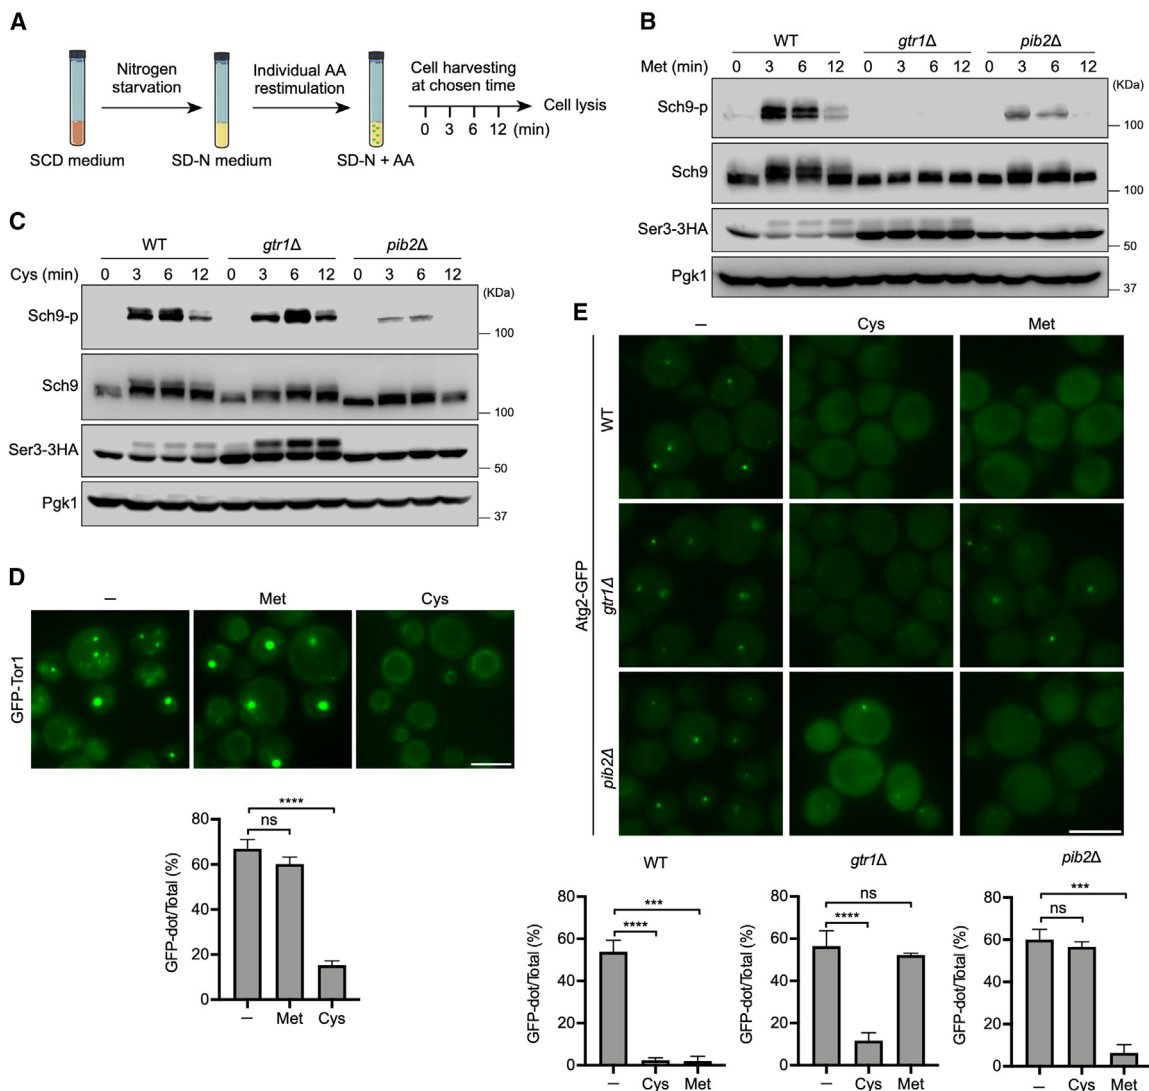 A
Nitrogen
starvation
Individual AA
restimulation
Cell harvesting
at chosen time
0 3 6 12 (min)
Cell lysis
SCD medium
SD-N medium
SD-N + AA
B
WT gtr1Δ pib2Δ
Met (min) 0 3 6 12 0 3 6 12 0 3 6 12
(KDa)
Sch9-p
100
Sch9
100
Ser3-3HA
50
Pgk1
37
C
WT gtr1Δ pib2Δ
Cys (min) 0 3 6 12 0 3 6 12 0 3 6 12
(KDa)
Sch9-p
100
Sch9
100
Ser3-3HA
50
Pgk1
37
D
– Met Cys
GFP-Tor1
****
ns
GFP-dot/Total (%)
80
60
40
20
0
– Met Cys
E
– Cys Met
Atg2-GFP
WT
gtr1Δ
pib2Δ
WT
***
****
GFP-dot/Total (%)
80
60
40
20
0
– Cys Met
gtr1Δ
ns
****
GFP-dot/Total (%)
80
60
40
20
0
– Cys Met
pib2Δ
***
ns
GFP-dot/Total (%)
80
60
40
20
0
– Cys Met